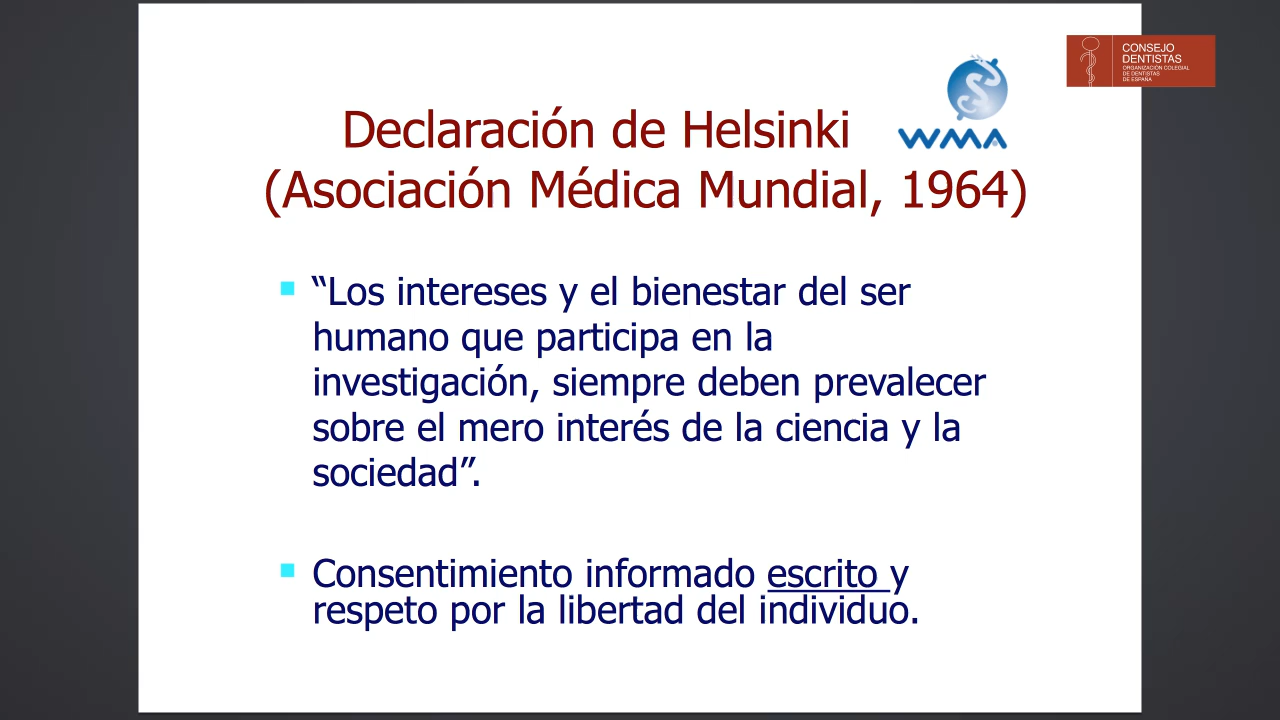 CONSEJO
DENTISTAS
ORGANIZACIÓN COLEGIAL
DE DENTISTAS
DE ESPAÑA
WMA
Declaración de Helsinki
(Asociación Médica Mundial, 1964)
“Los intereses y el bienestar del ser
humano que participa en la
investigación, siempre deben prevalecer
sobre el mero interés de la ciencia y la
sociedad”.
Consentimiento informado escrito y
respeto por la libertad del individuo.